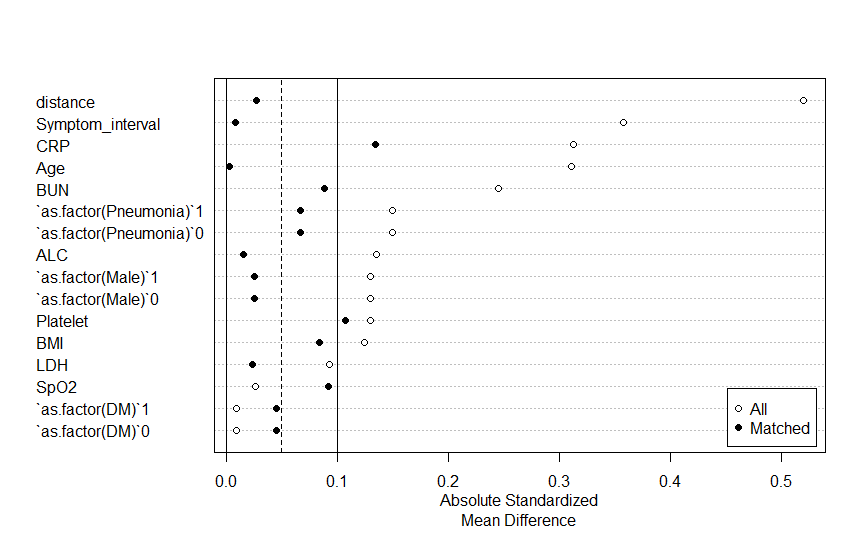 distance
Symptom_interval
CRP
Age
BUN
`as.factor(Pneumonia)`1
`as.factor(Pneumonia)`0
ALC
`as.factor(Male)`1
`as.factor(Male)`0
Platelet
BMI
LDH
SpO2
`as.factor(DM)`1
`as.factor(DM)`0
All
Matched
0.0 0.1 0.2 0.3 0.4 0.5
Absolute Standardized
Mean Difference